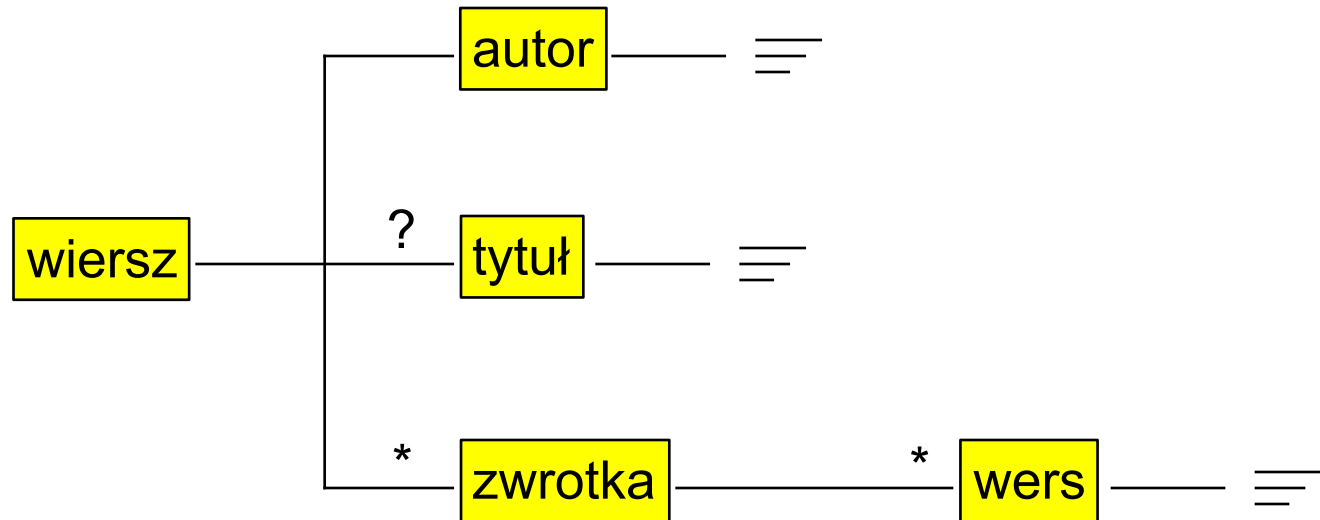 autor
?
wiersz
tytuł
*
zwrotka
*
wers